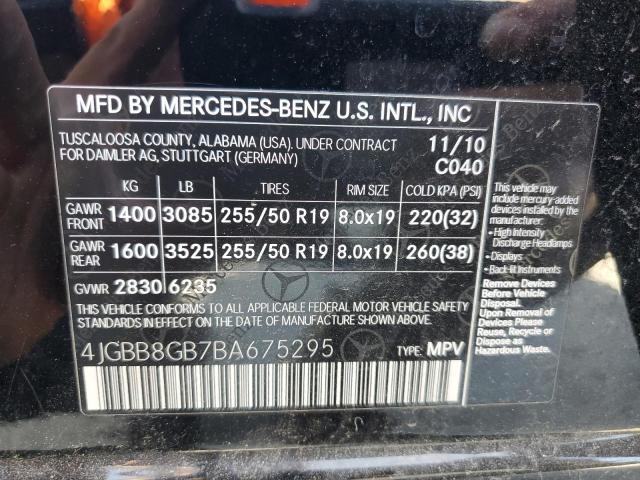 MFD BY MERCEDES-BENZ U.S. INTL., INC
TUSCALOOSA COUNTY, ALABAMA (USA). UNDER CONTRACT 11/10
FOR DAIMLER AG, STUTTGART (GERMANY) C040
KG LB TIRES RIM SIZE COLD KPA (PSI)
GAWR FRONT 1400 3085 255/50 R19 8.0x19 220(32)
GAWR REAR 1600 3525 255/50 R19 8.0x19 260(38)
GVWR 2830 6235
THIS VEHICLE CONFORMS TO ALL APPLICABLE FEDERAL MOTOR VEHICLE SAFETY
STANDARDS IN EFFECT ON THE DATE OF MANUFACTURE SHOWN ABOVE.
4JGBB8GB7BA675295 TYPE: MPV
This vehicle may
include mercury-added
devices installed by the
manufacturer:
• High Intensity
Discharge Headlamps
• Displays
• Back-lit Instruments
Remove Devices
Before Vehicle
Disposal.
Upon Removal of
Devices Please
Reuse, Recycle
or Dispose as
Hazardous Waste.